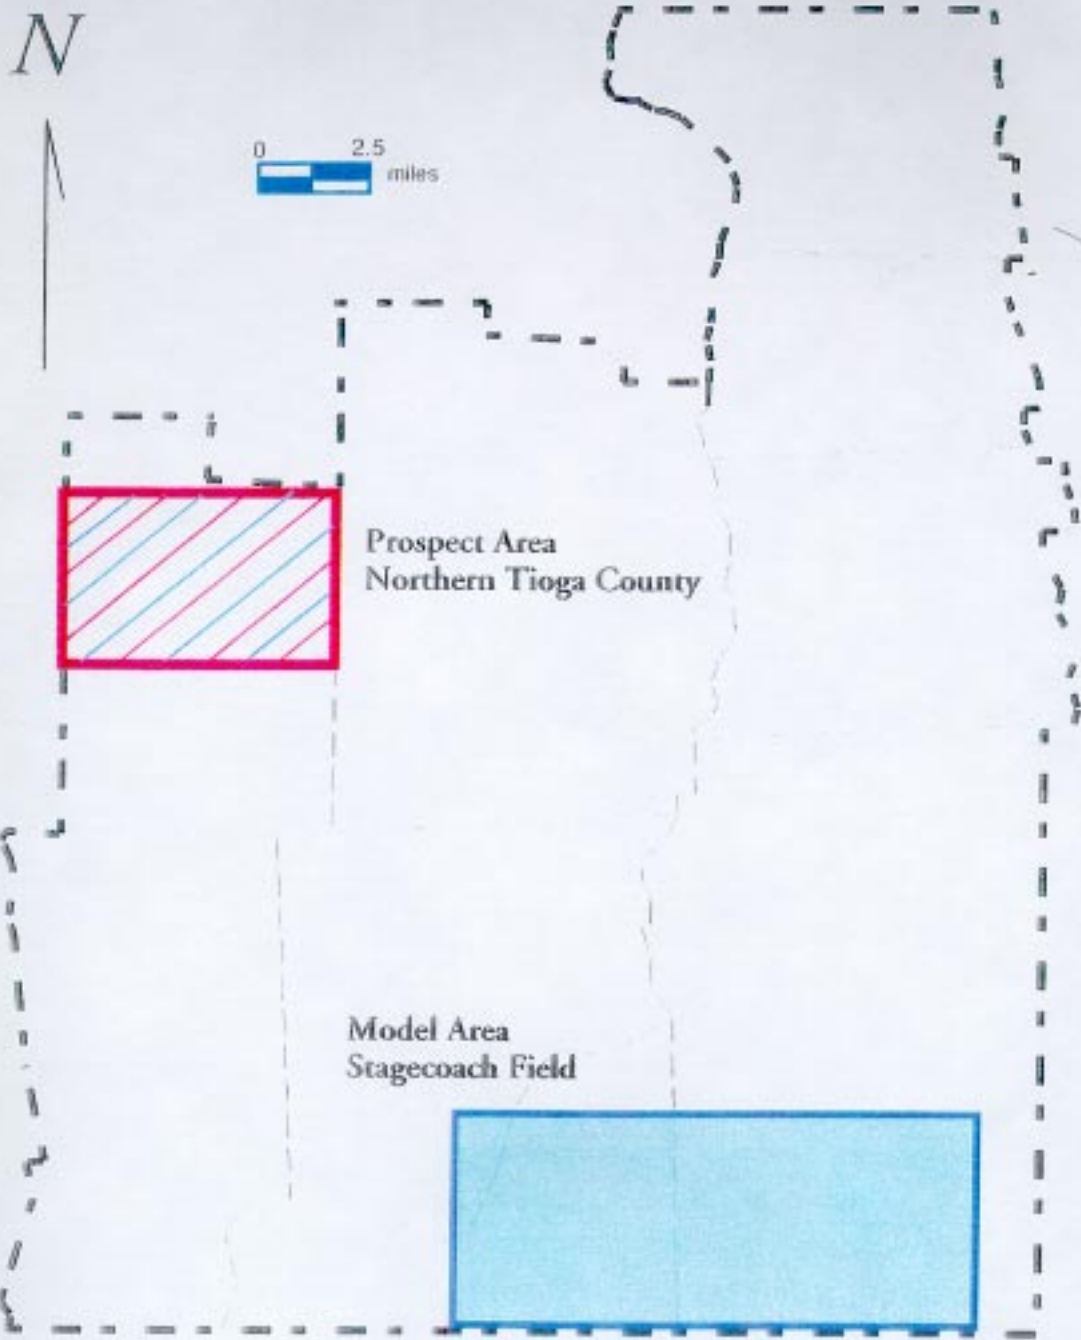 N
0 2.5
miles
Prospect Area
Northern Tioga County
Model Area
Stagecoach Field